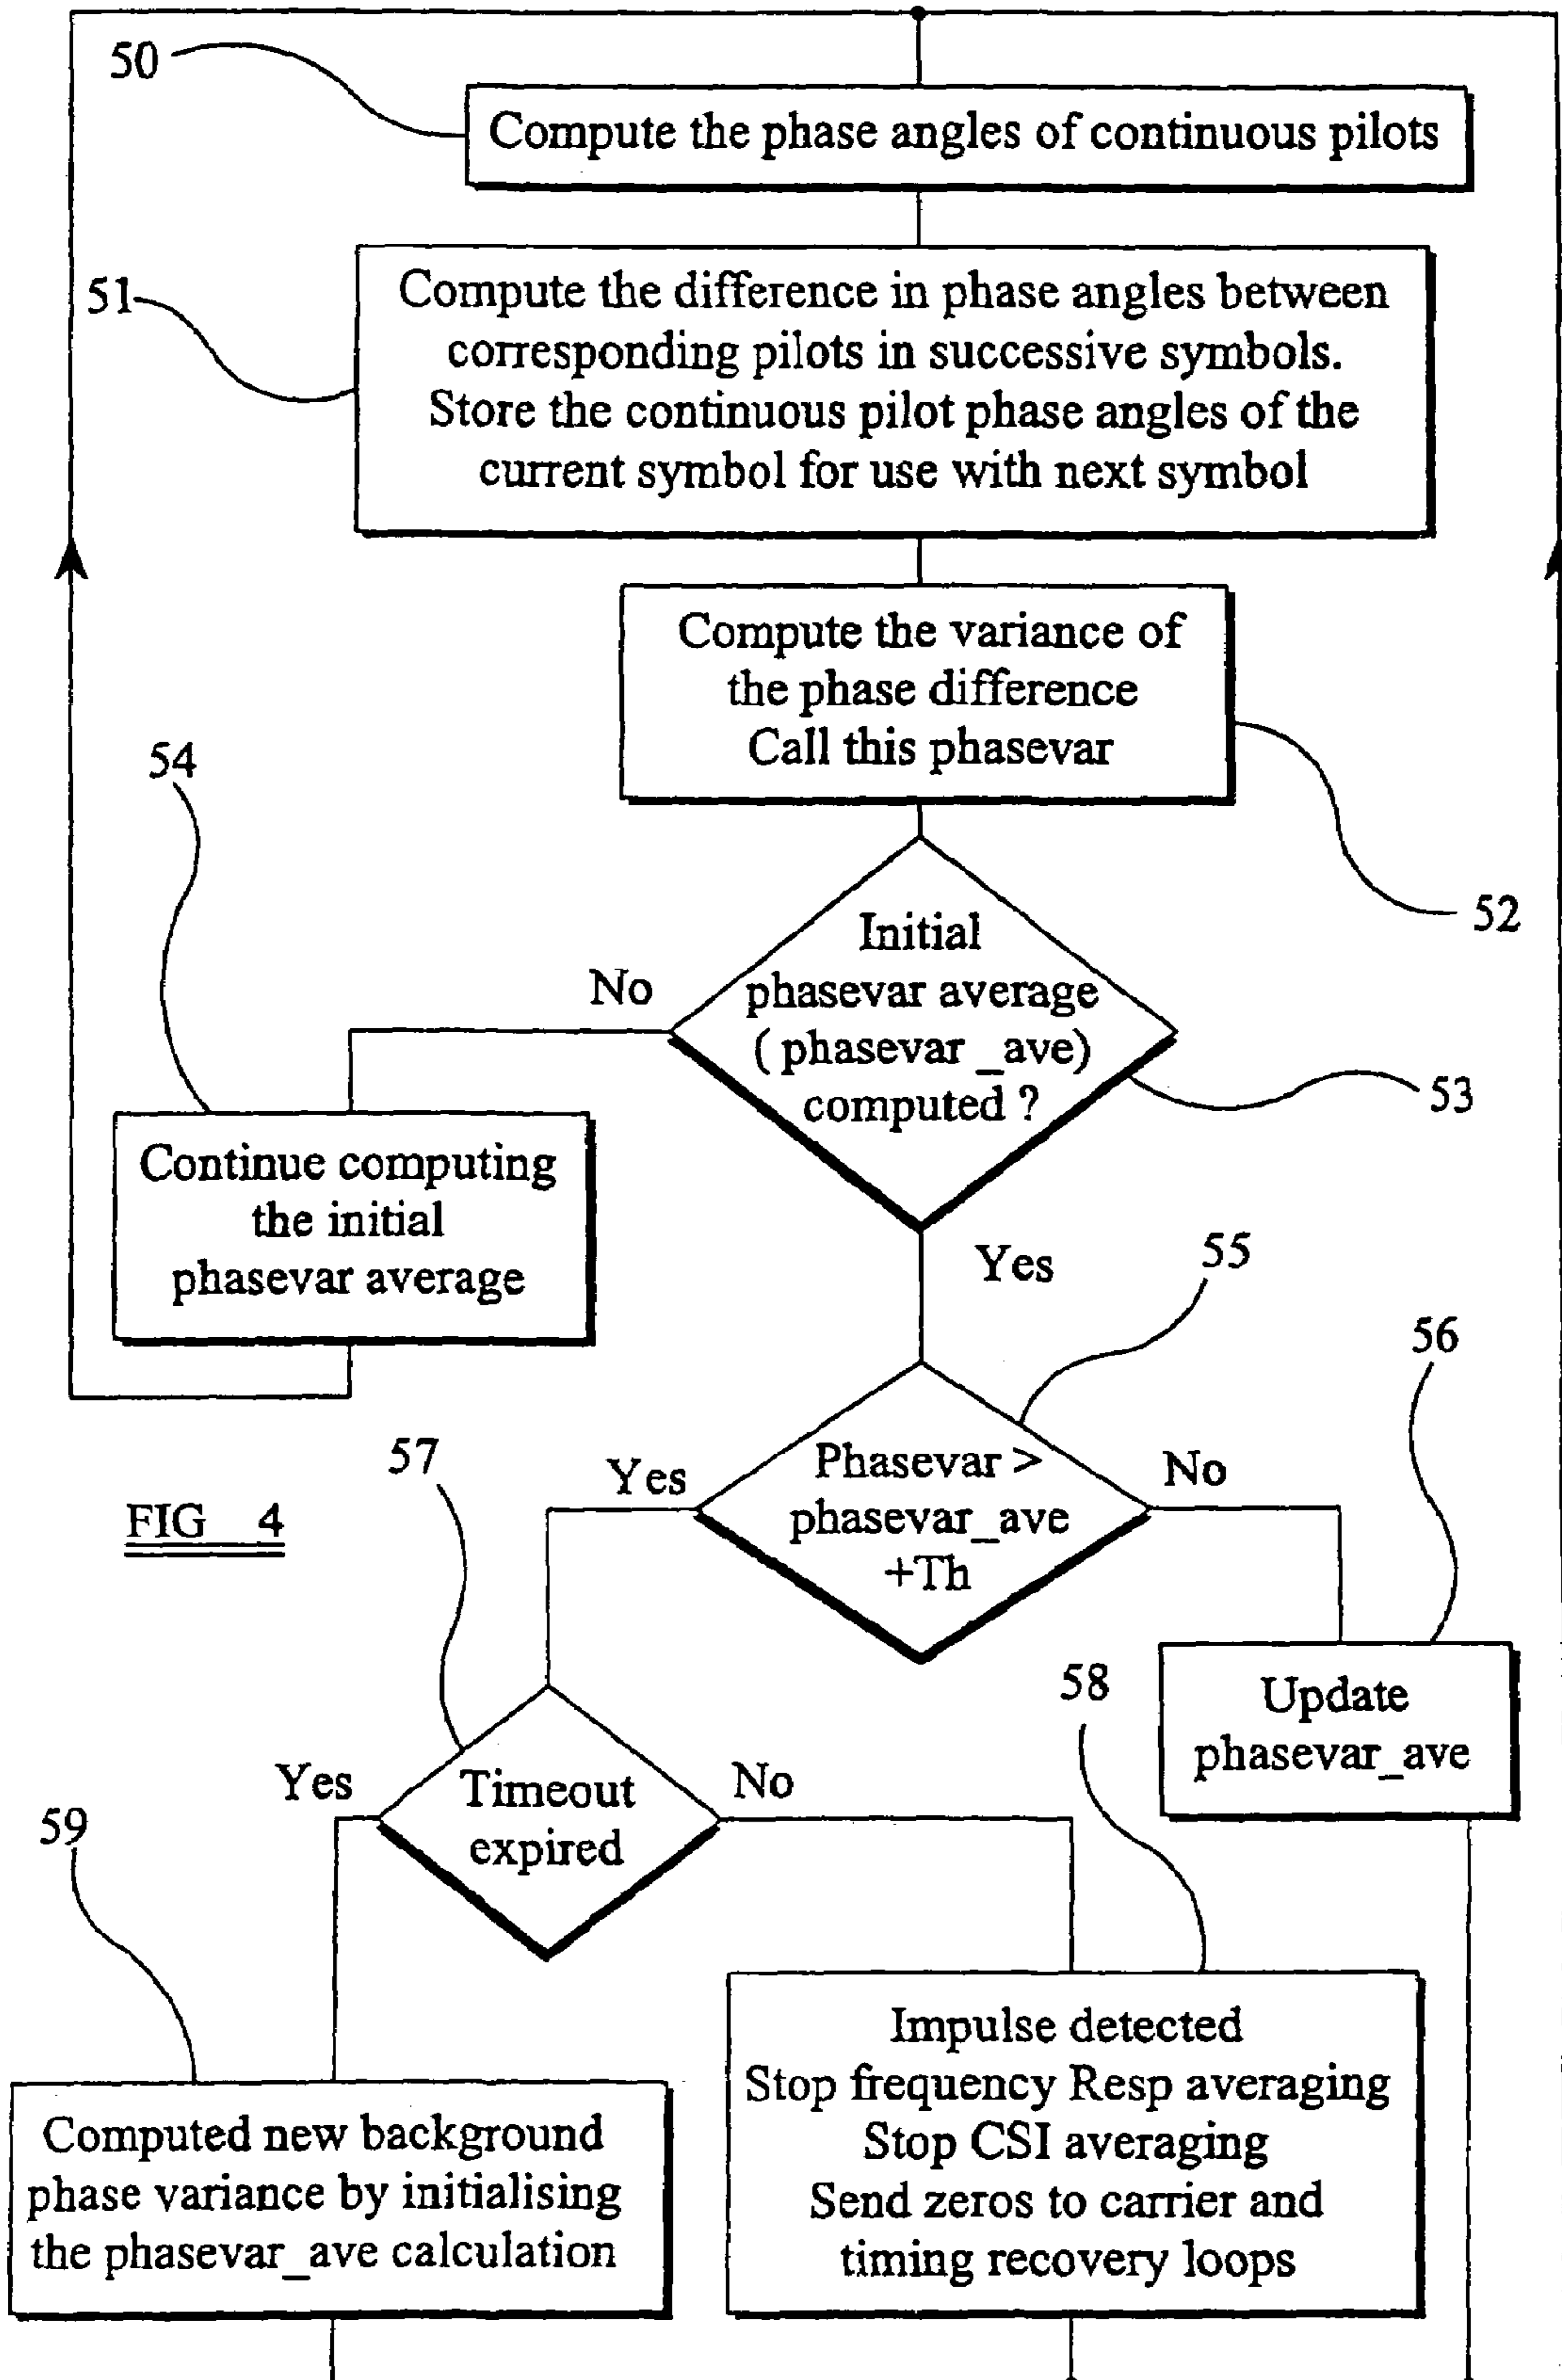 50
Compute the phase angles of continuous pilots
51
Compute the difference in phase angles between
corresponding pilots in successive symbols.
Store the continuous pilot phase angles of the
current symbol for use with next symbol
Compute the variance of
the phase difference
Call this phasevar
52
54
Initial
phasevar average
( phasevar _ave)
computed ?
No
53
Continue computing
the initial
phasevar average
Yes
55
56
57
Yes
Phasevar >
phasevar_ave
+Th
No
FIG 4
58
Update
phasevar_ave
Yes
Timeout
expired
No
59
Impulse detected
Stop frequency Resp averaging
Stop CSI averaging
Send zeros to carrier and
timing recovery loops
Computed new background
phase variance by initialising
the phasevar_ave calculation